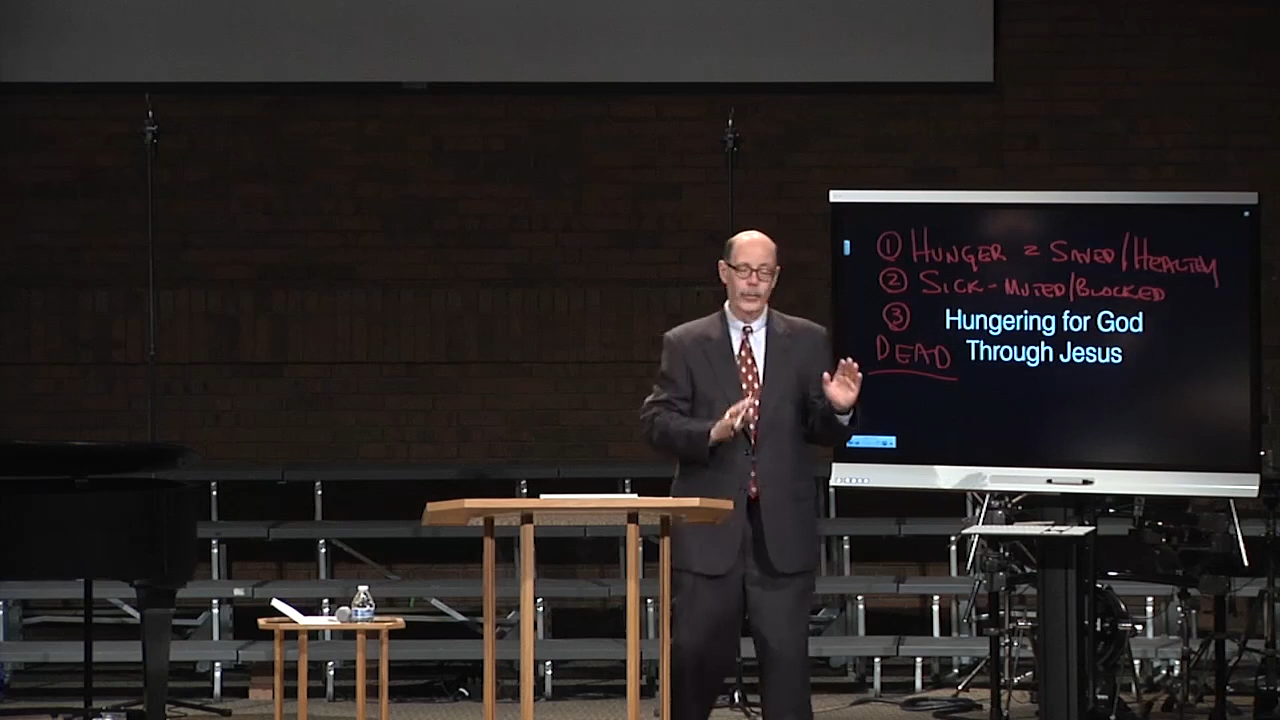 ① HUNGER = SAVED/HEALTHY
② SICK - MUTED/BLOCKED
③
Hungering for God
DEAD
Through Jesus